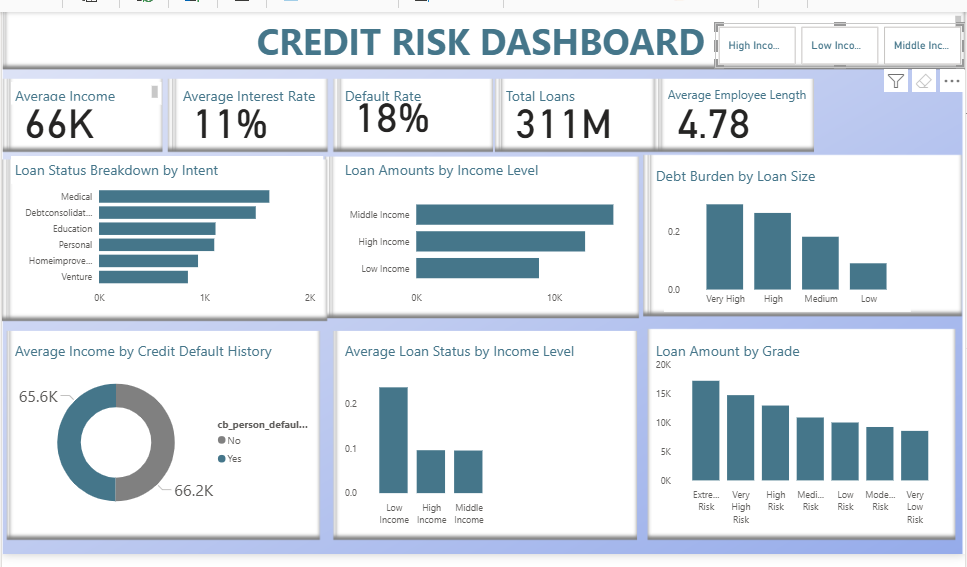 CREDIT RISK DASHBOARD
High Inco...
Low Inco...
Middle Inc...
Average Income
66K
Average Interest Rate
11%
Default Rate
18%
Total Loans
311M
Average Employee Length
4.78
Loan Status Breakdown by Intent
Medical
Debtconsolidat...
Education
Personal
Homeimprove...
Venture
0K 1K 2K
Loan Amounts by Income Level
Middle Income
High Income
Low Income
0K 10K
Debt Burden by Loan Size
0.2
0.0
Very High High Medium Low
Average Income by Credit Default History
65.6K
66.2K
cb_person_defaul...
No
Yes
Average Loan Status by Income Level
0.2
0.1
0.0
Low
Income
High
Income
Middle
Income
Loan Amount by Grade
20K
15K
10K
5K
0K
Extre...
Risk
Very
High
Risk
High
Risk
Medi...
Risk
Low
Risk
Mode...
Risk
Very
Low
Risk